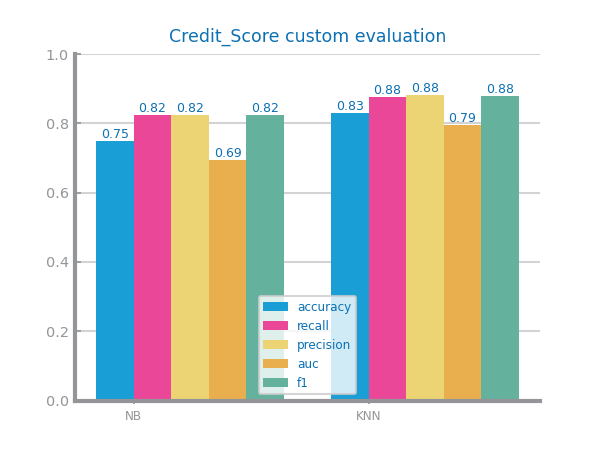 Credit_Score custom evaluation
1.0
0.8
0.6
0.4
0.2
0.0
0.75
0.82
0.82
0.69
0.82
0.83
0.88
0.88
0.79
0.88
accuracy
recall
precision
auc
f1
NB
KNN